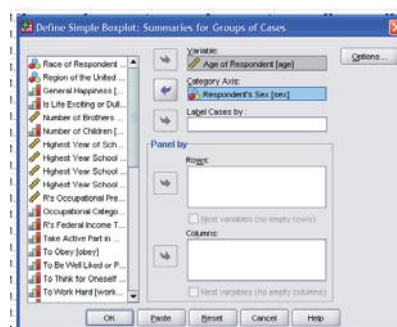 Define Simple Boxplot: Summaries for Groups of Cases
Race of Respondent ...
Region of the United ...
General Happiness [...
Is Life Exciting or Dull...
Number of Brothers ...
Number of Children [...
Highest Year of Sch...
Highest Year School ...
Highest Year School ...
Highest Year School ...
R's Occupational Pre...
Occupational Catego...
R's Federal Income T...
Take Active Part in ...
To Obey [obey]
To Be Well Liked or P...
To Think for Oneself ...
To Work Hard [work...
Variable:
Age of Respondent [age]
Category Axis:
Respondent's Sex [sex]
Label Cases by:
Panel by
Rows:
Nest variables (no empty rows)
Columns:
Nest variables (no empty columns)
Options...
OK
Paste
Reset
Cancel
Help